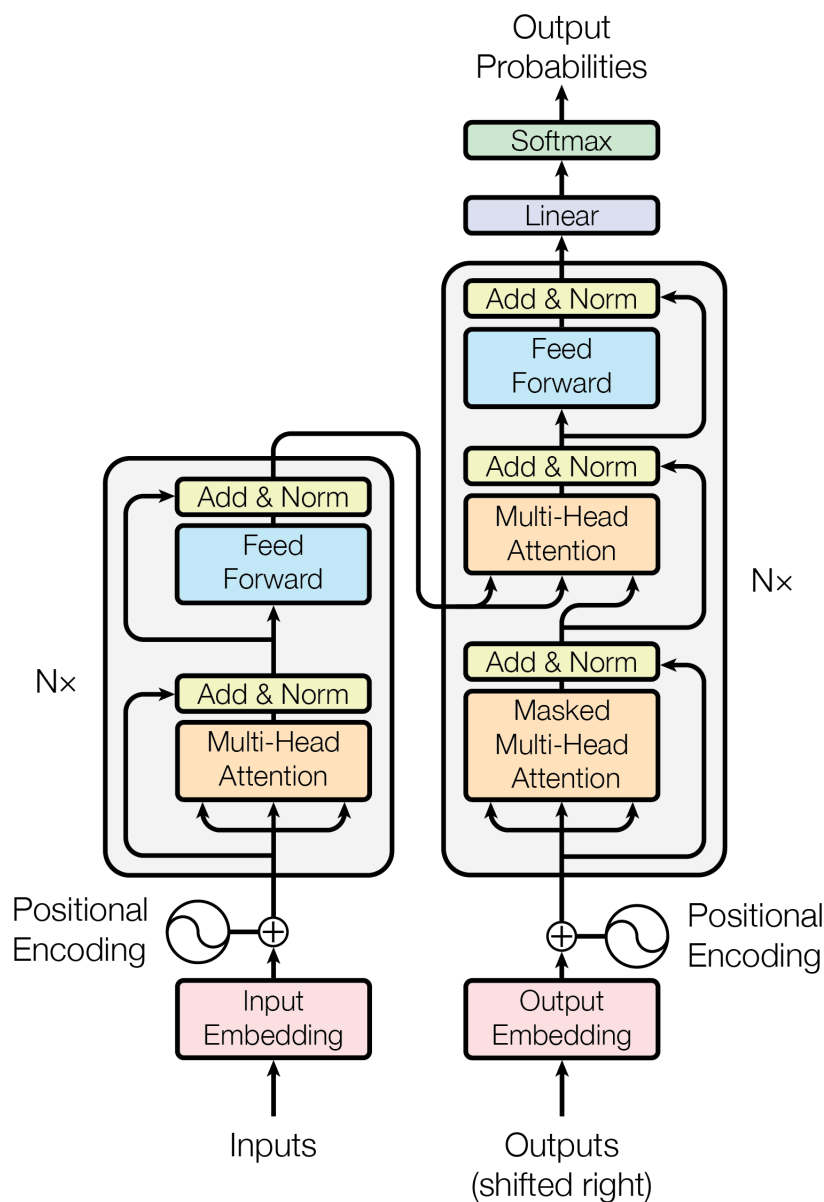 Output
Probabilities
Softmax
Linear
Add & Norm
Feed
Forward
Add & Norm
Multi-Head
Attention
Add & Norm
Masked
Multi-Head
Attention
N×
Add & Norm
Feed
Forward
Add & Norm
Multi-Head
Attention
N×
Positional
Encoding
Positional
Encoding
Input
Embedding
Output
Embedding
Inputs
Outputs
(shifted right)